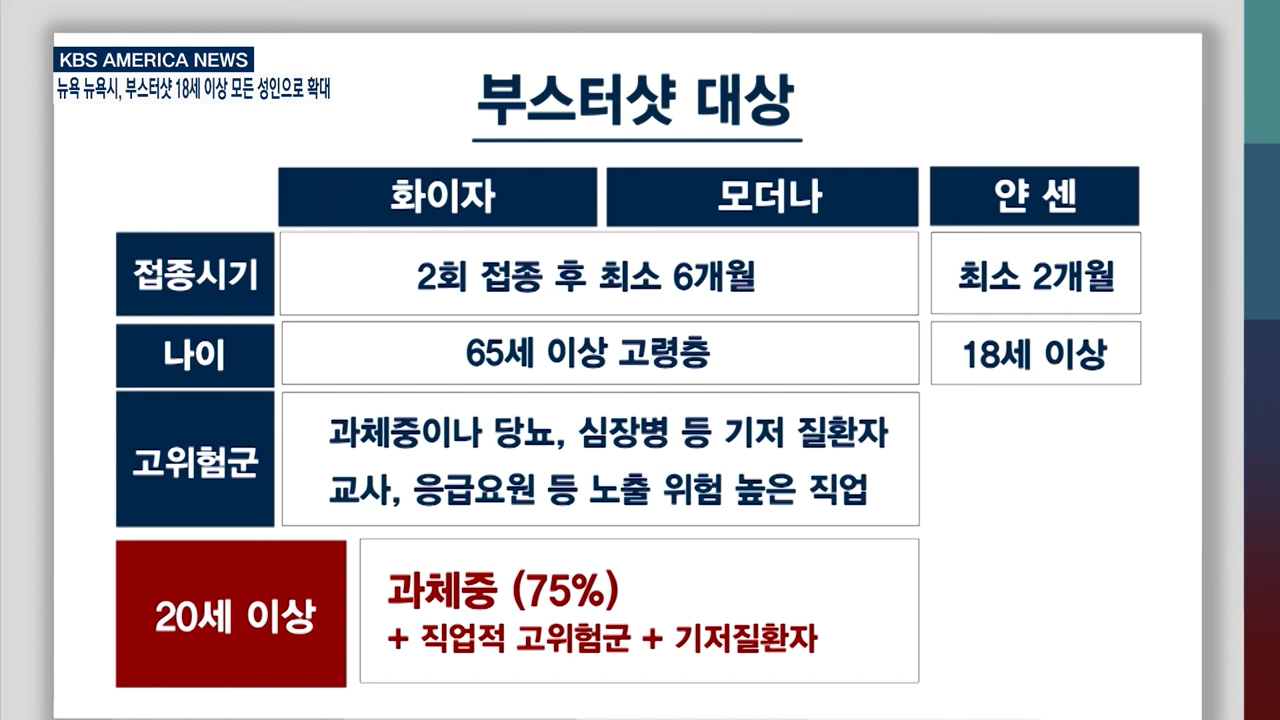 KBS AMERICA NEWS
뉴욕 뉴욕시, 부스터샷 18세 이상 모든 성인으로 확대
부스터샷 대상
화이자 모더나 얀 센
접종시기 2회 접종 후 최소 6개월 최소 2개월
나이 65세 이상 고령층 18세 이상
고위험군
과체중이나 당뇨, 심장병 등 기저 질환자
교사, 응급요원 등 노출 위험 높은 직업
20세 이상
과체중 (75%)
+ 직업적 고위험군 + 기저질환자